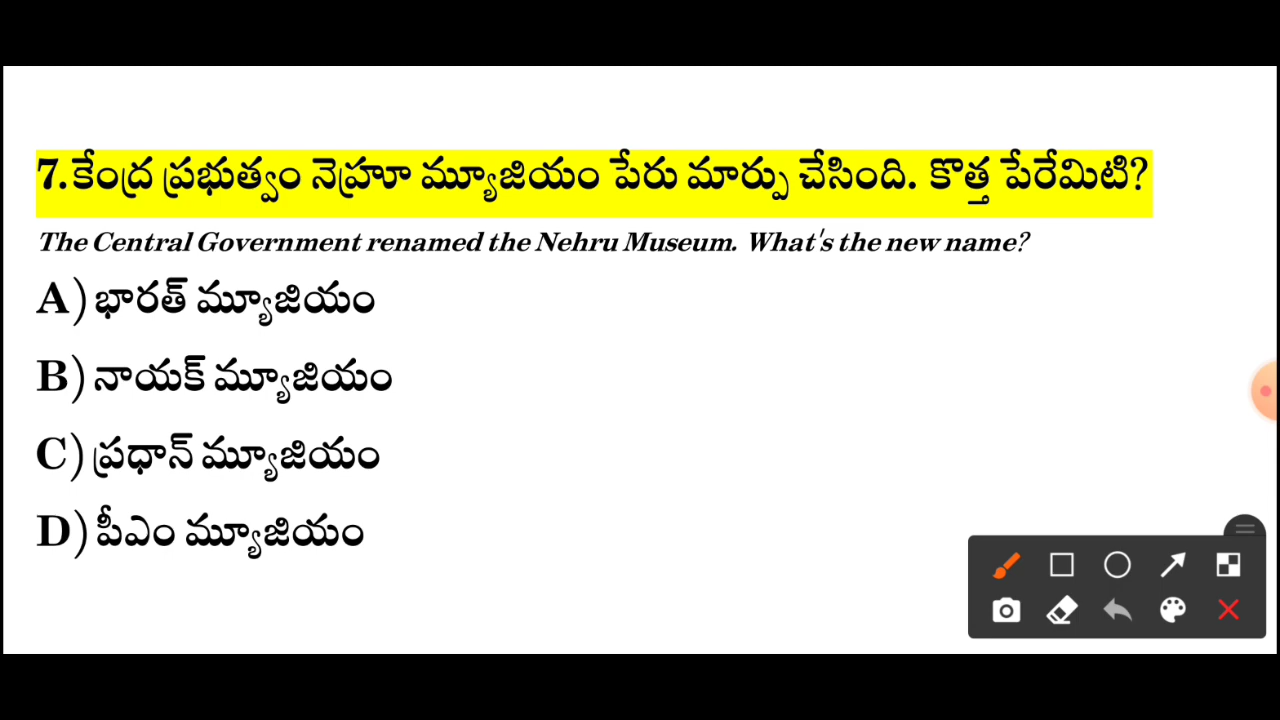 7.కేంద్ర ప్రభుత్వం నెహ్రూ మ్యూజియం పేరు మార్పు చేసింది. కొత్త పేరేమిటి?
The Central Government renamed the Nehru Museum. What's the new name?
A) భారత్ మ్యూజియం
B) నాయక్ మ్యూజియం
C) ప్రధాన్ మ్యూజియం
D) పీఎం మ్యూజియం